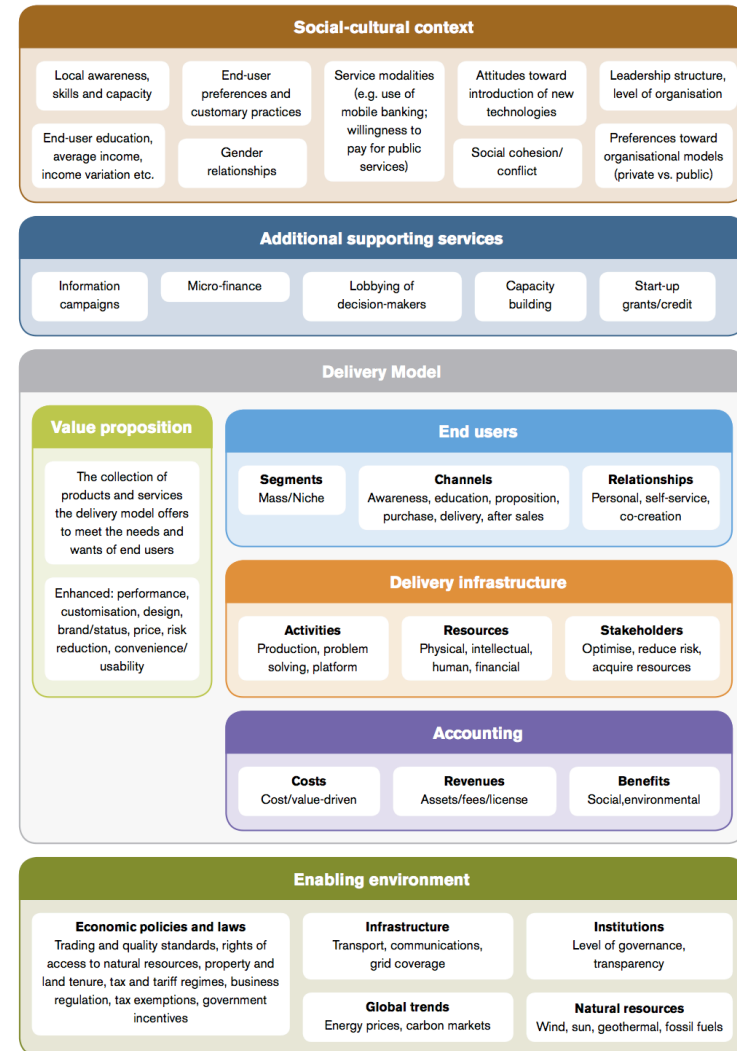 Social-cultural context
Local awareness,
skills and capacity
End-user
preferences and
customary practices
Service modalities
(e.g. use of
mobile banking;
willingness to
pay for public
services)
Attitudes toward
introduction of new
technologies
Leadership structure,
level of organisation
End-user education,
average income,
income variation etc.
Gender
relationships
Social cohesion/
conflict
Preferences toward
organisational models
(private vs. public)
Additional supporting services
Information
campaigns
Micro-finance
Lobbying of
decision-makers
Capacity
building
Start-up
grants/credit
Delivery Model
Value proposition
The collection of
products and services
the delivery model offers
to meet the needs and
wants of end users
Enhanced: performance,
customisation, design,
brand/status, price, risk
reduction, convenience/
usability
End users
Segments
Mass/Niche
Channels
Awareness, education, proposition,
purchase, delivery, after sales
Relationships
Personal, self-service,
co-creation
Delivery infrastructure
Activities
Production, problem
solving, platform
Resources
Physical, intellectual,
human, financial
Stakeholders
Optimise, reduce risk,
acquire resources
Accounting
Costs
Cost/value-driven
Revenues
Assets/fees/license
Benefits
Social,environmental
Enabling environment
Economic policies and laws
Trading and quality standards, rights of
access to natural resources, property and
land tenure, tax and tariff regimes, business
regulation, tax exemptions, government
incentives
Infrastructure
Transport, communications,
grid coverage
Institutions
Level of governance,
transparency
Global trends
Energy prices, carbon markets
Natural resources
Wind, sun, geothermal, fossil fuels